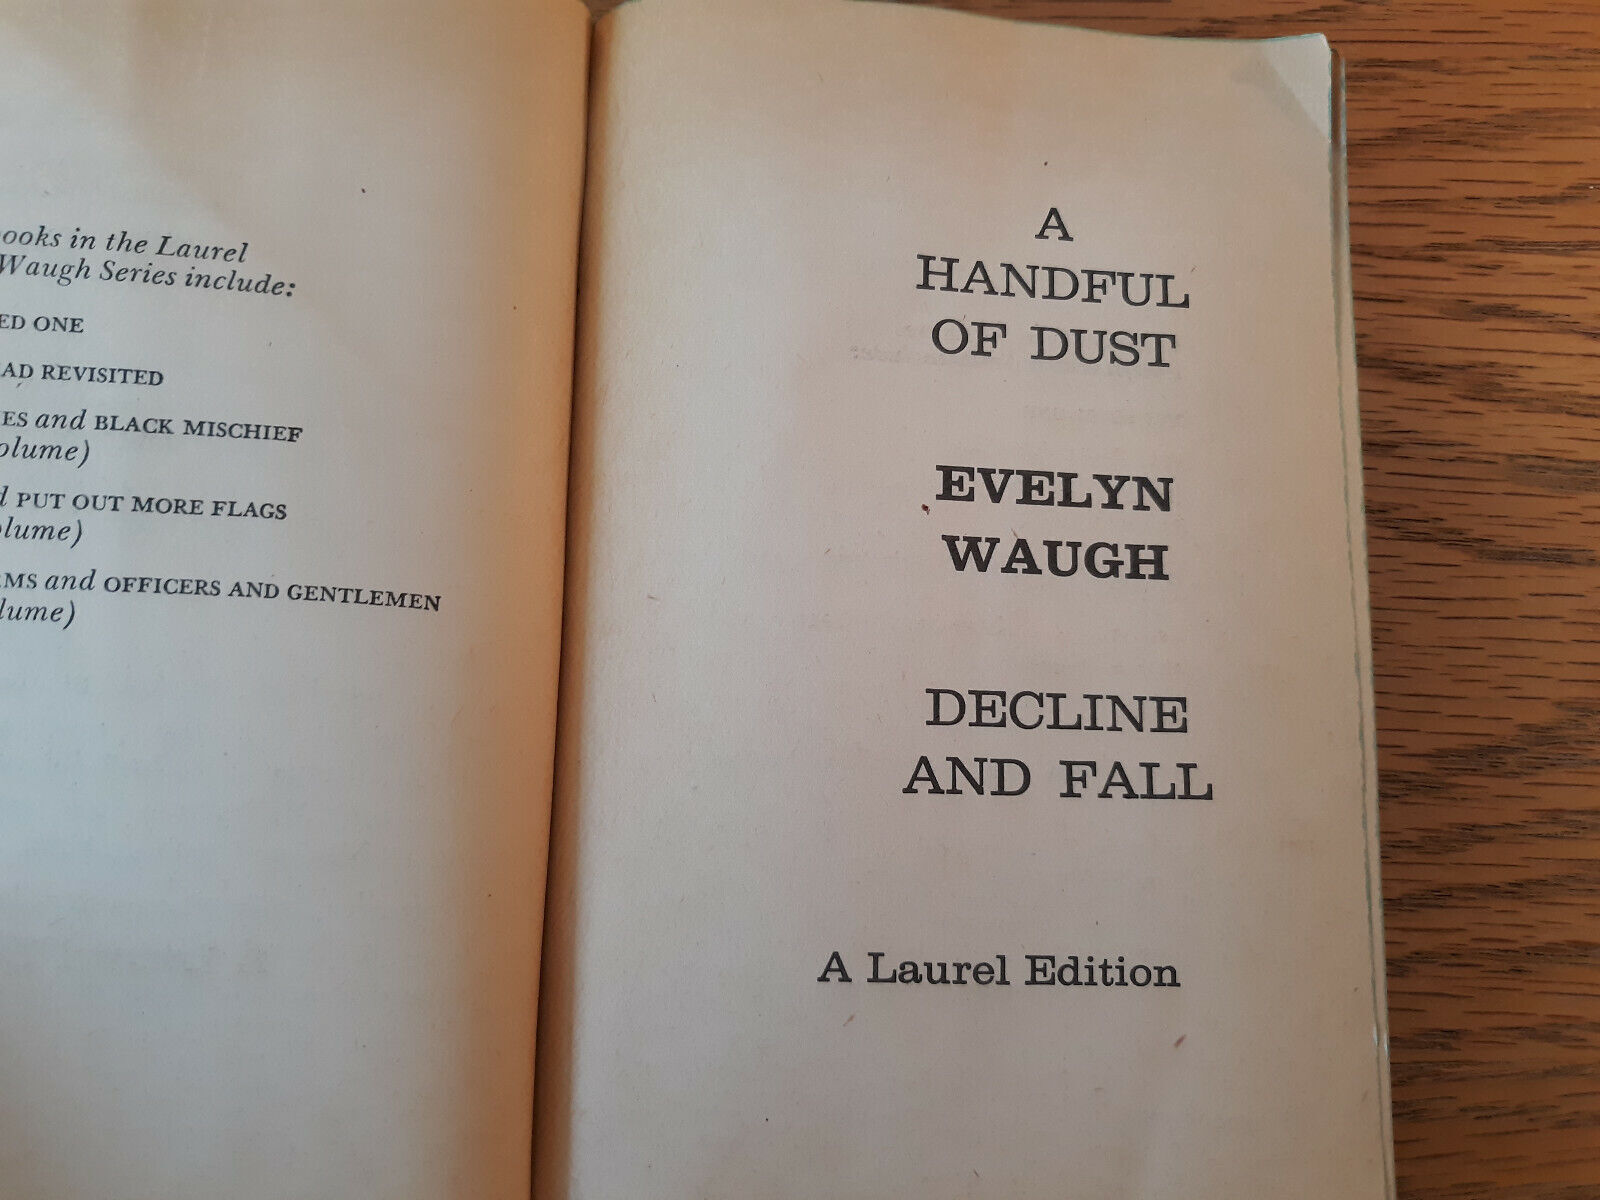 ooks in the Laurel
Waugh Series include:
ED ONE
AD REVISITED
ES and BLACK MISCHIEF
olume)
d PUT OUT MORE FLAGS
olume)
RMS and OFFICERS AND GENTLEMEN
lume)
A
HANDFUL
OF DUST
EVELYN
WAUGH
DECLINE
AND FALL
A Laurel Edition